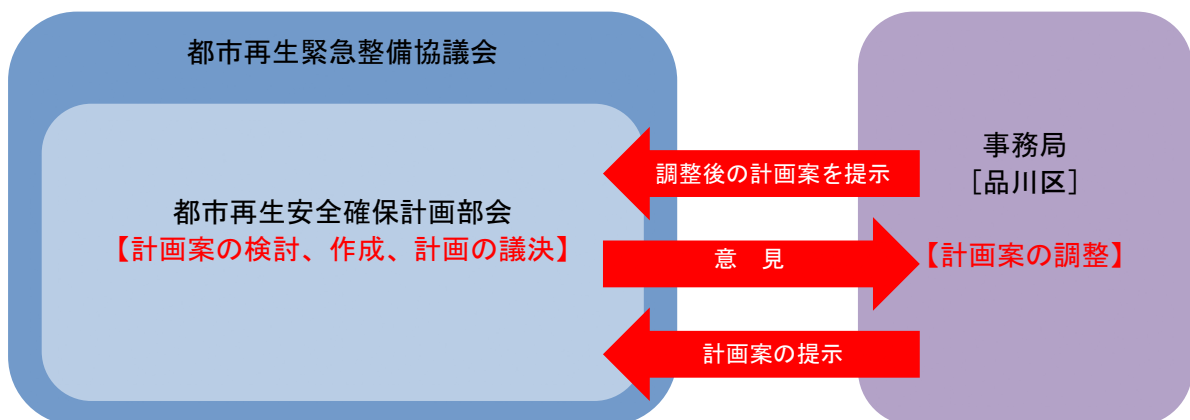 都市再生緊急整備協議会
都市再生安全確保計画部会
【計画案の検討、作成、計画の議決】
調整後の計画案を提示
意　見
計画案の提示
事務局
［品川区］
【計画案の調整】